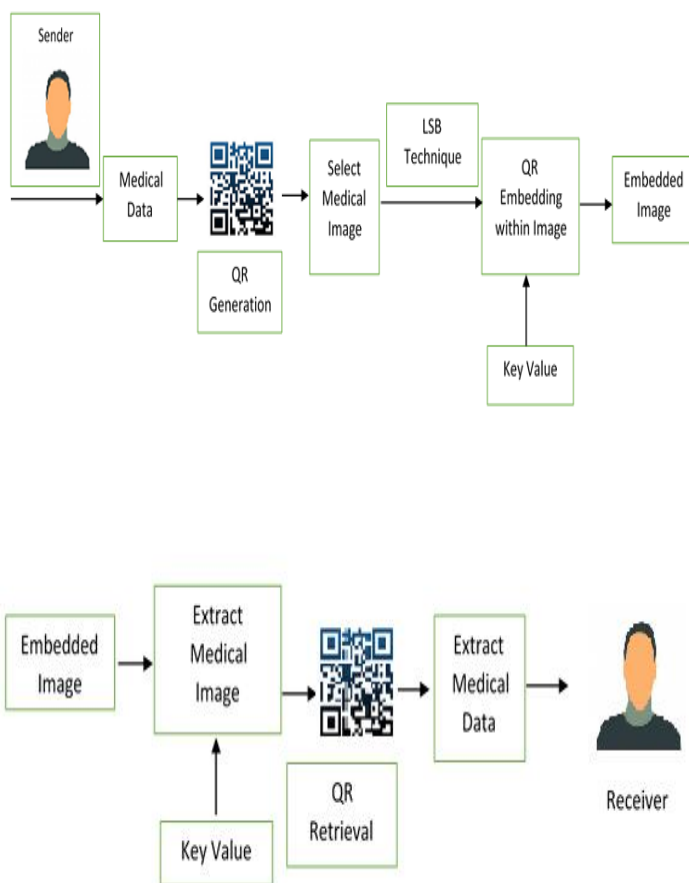 Sender
Medical
Data
QR
Generation
Select
Medical
Image
LSB
Technique
QR
Embedding
within Image
Embedded
Image
Key Value
Embedded
Image
Extract
Medical
Image
Key Value
QR
Retrieval
Extract
Medical
Data
Receiver